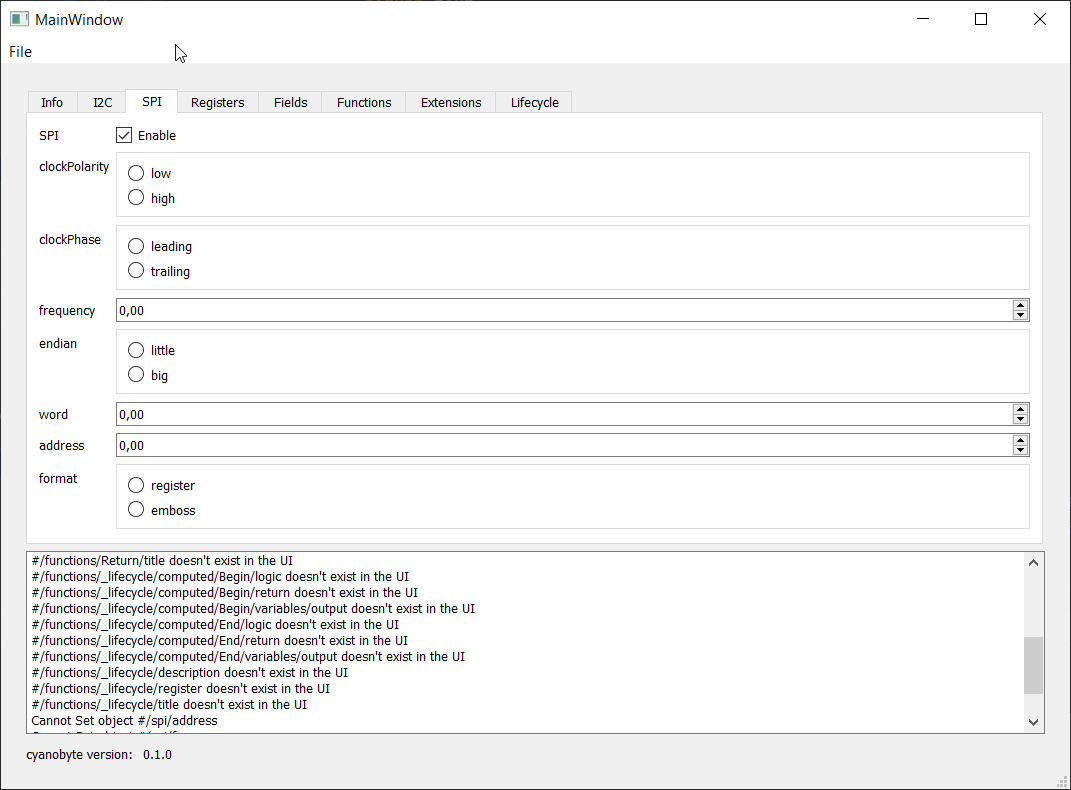 MainWindow
File
Info I2C SPI Registers Fields Functions Extensions Lifecycle
SPI Enable
clockPolarity
low
high
clockPhase
leading
trailing
frequency 0,00
endian
little
big
word 0,00
address 0,00
format
register
emboss
#/functions/Return/title doesn't exist in the UI
#/functions/_lifecycle/computed/Begin/logic doesn't exist in the UI
#/functions/_lifecycle/computed/Begin/return doesn't exist in the UI
#/functions/_lifecycle/computed/Begin/variables/output doesn't exist in the UI
#/functions/_lifecycle/computed/End/logic doesn't exist in the UI
#/functions/_lifecycle/computed/End/return doesn't exist in the UI
#/functions/_lifecycle/computed/End/variables/output doesn't exist in the UI
#/functions/_lifecycle/description doesn't exist in the UI
#/functions/_lifecycle/register doesn't exist in the UI
#/functions/_lifecycle/title doesn't exist in the UI
Cannot Set object #/spi/address
cyanobyte version: 0.1.0